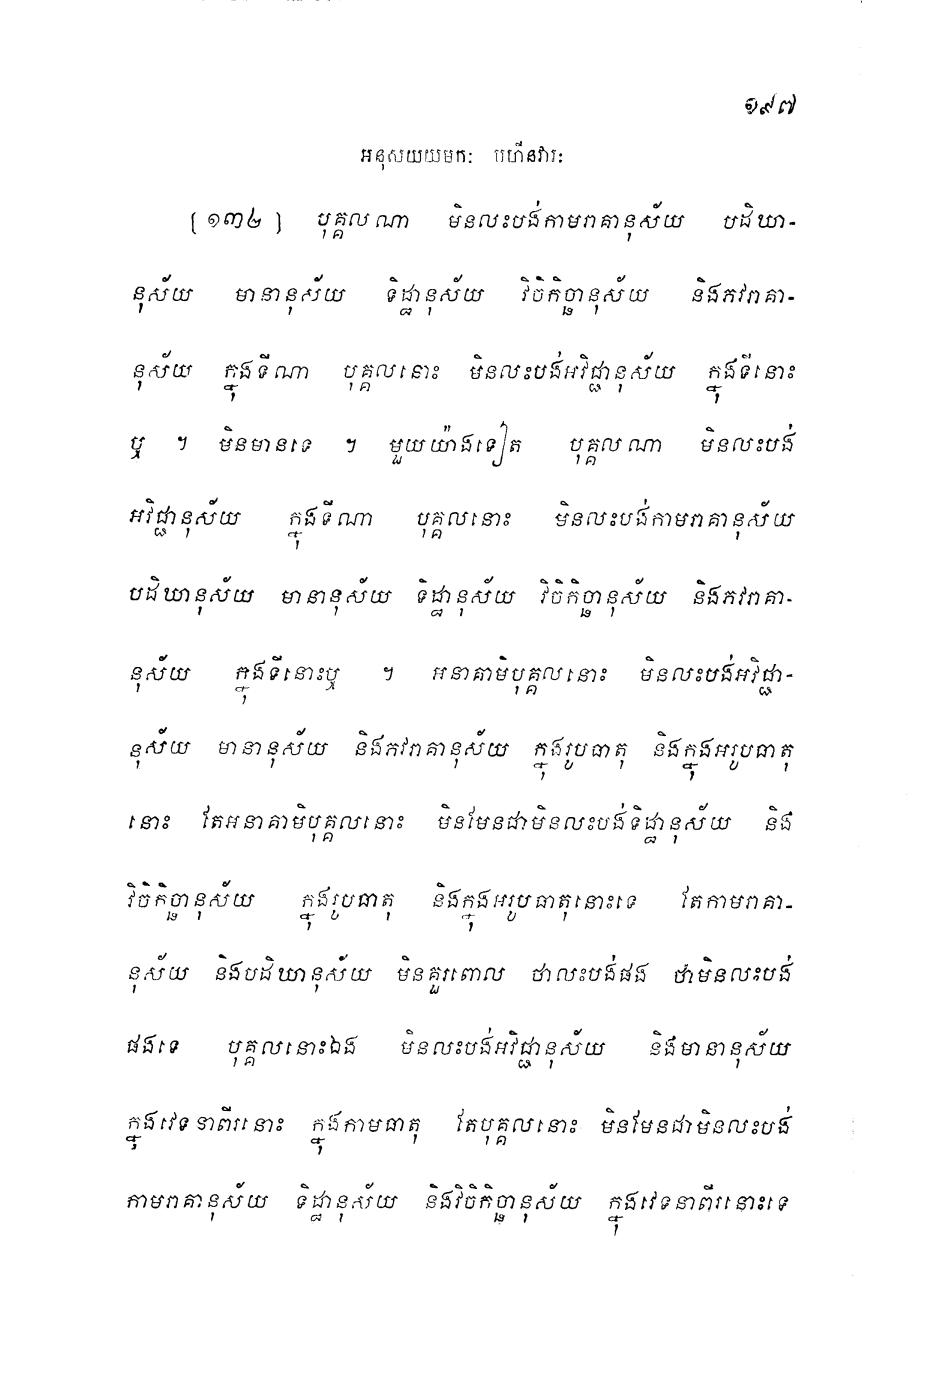 ១៩៧
អនុសយយមកៈ បហីនវារៈ
[១៣៤] បុគ្គលណា មិនលះបង់កាមរាគានុស័យ បដិឃា-
នុស័យ មានានុស័យ ទិដ្ឋានុស័យ វិចិកិច្ឆានុស័យ និងភវរាគា-
នុស័យ ក្នុងទីណា បុគ្គលនោះ មិនលះបង់អវិជ្ជានុស័យ ក្នុងទីនោះ
ឬ ។ មិនមានទេ ។ មួយយ៉ាងទៀត បុគ្គលណា មិនលះបង់
អវិជ្ជានុស័យ ក្នុងទីណា បុគ្គលនោះ មិនលះបង់កាមរាគានុស័យ
បដិឃានុស័យ មានានុស័យ ទិដ្ឋានុស័យ វិចិកិច្ឆានុស័យ និងភវរាគា-
នុស័យ ក្នុងទីនោះឬ ។ អនាគាមិបុគ្គលនោះ មិនលះបង់អវិជ្ជា-
នុស័យ មានានុស័យ និងភវរាគានុស័យ ក្នុងរូបធាតុ និងក្នុងអរូបធាតុ
នោះ តែអនាគាមិបុគ្គលនោះ មិនមែនជាមិនលះបង់ទិដ្ឋានុស័យ និង
វិចិកិច្ឆានុស័យ ក្នុងរូបធាតុ និងក្នុងអរូបធាតុនោះទេ តែកាមរាគា-
នុស័យ និងបដិឃានុស័យ មិនគួរពោល ថាលះបង់ផង ថាមិនលះបង់
ផងទេ បុគ្គលនោះឯង មិនលះបង់អវិជ្ជានុស័យ និងមានានុស័យ
ក្នុងវេទនាពីរនោះ ក្នុងកាមធាតុ តែបុគ្គលនោះ មិនមែនជាមិនលះបង់
កាមរាគានុស័យ ទិដ្ឋានុស័យ និងវិចិកិច្ឆានុស័យ ក្នុងវេទនាពីរនោះទេ